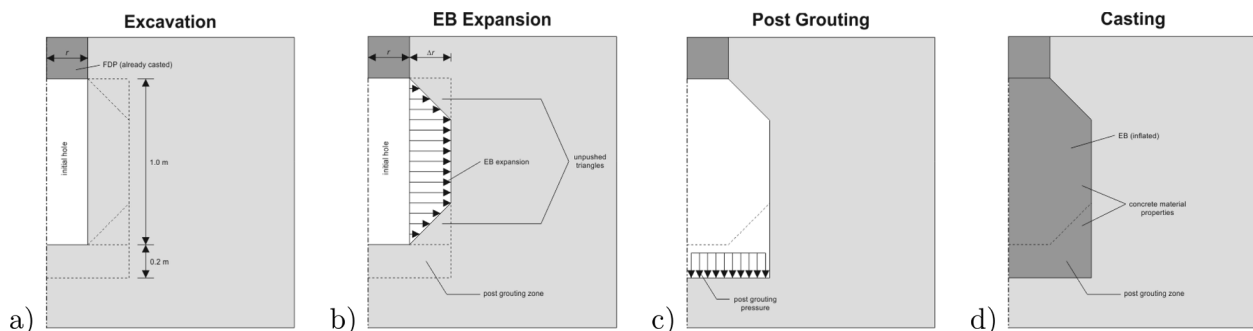 Excavation
r
FDP (already casted)
initial hole
1.0 m
0.2 m
a)
EB Expansion
r
Δr
initial hole
EB expansion
unpushed
triangles
post grouting zone
b)
Post Grouting
post grouting
pressure
c)
Casting
EB (inflated)
concrete material
properties
post grouting zone
d)